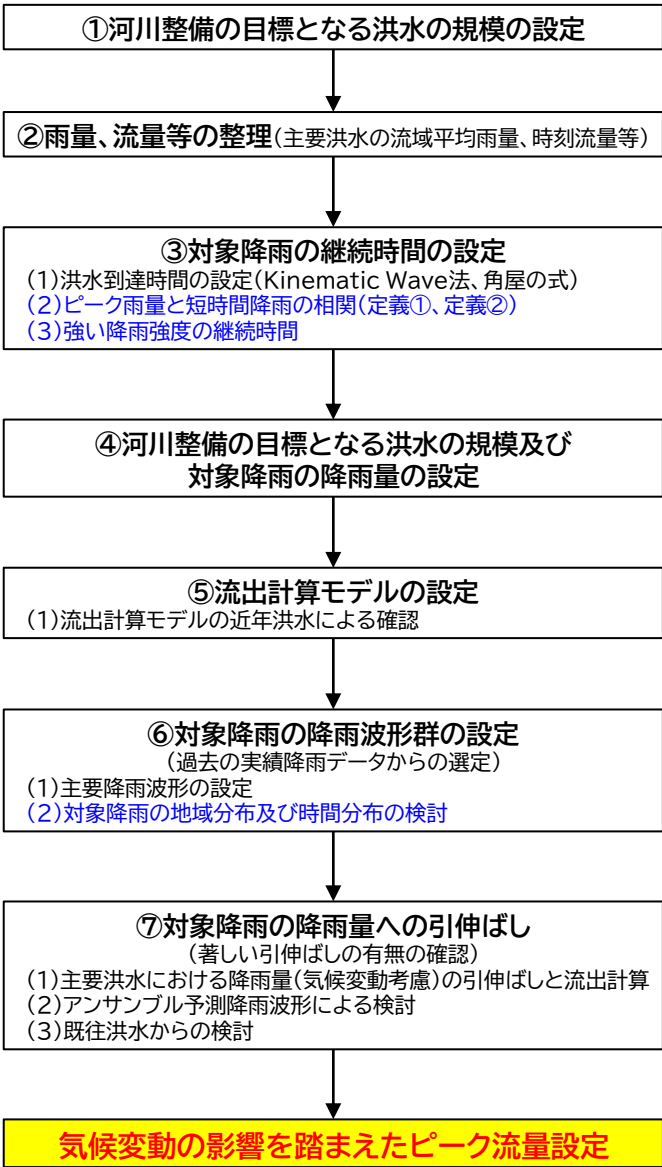 ①河川整備の目標となる洪水の規模の設定
②雨量、流量等の整理(主要洪水の流域平均雨量、時刻流量等)
③対象降雨の継続時間の設定
(1)洪水到達時間の設定(Kinematic Wave法、角屋の式)
(2)ピーク雨量と短時間降雨の相関(定義①、定義②)
(3)強い降雨強度の継続時間
④河川整備の目標となる洪水の規模及び
対象降雨の降雨量の設定
⑤流出計算モデルの設定
(1)流出計算モデルの近年洪水による確認
⑥対象降雨の降雨波形群の設定
(過去の実績降雨データからの選定)
(1)主要降雨波形の設定
(2)対象降雨の地域分布及び時間分布の検討
⑦対象降雨の降雨量への引伸ばし
(著しい引伸ばしの有無の確認)
(1)主要洪水における降雨量(気候変動考慮)の引伸ばしと流出計算
(2)アンサンブル予測降雨波形による検討
(3)既往洪水からの検討
気候変動の影響を踏まえたピーク流量設定